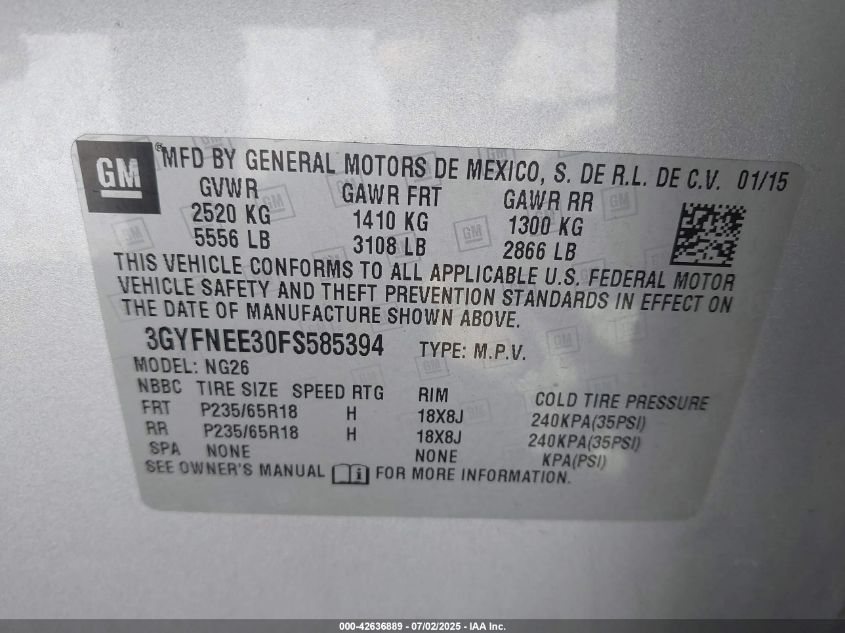 GM ® MFD BY GENERAL MOTORS DE MEXICO, S. DE R.L. DE C.V. 01/15
GVWR GAWR FRT GAWR RR
2520 KG 1410 KG 1300 KG
5556 LB 3108 LB 2866 LB
THIS VEHICLE CONFORMS TO ALL APPLICABLE U.S. FEDERAL MOTOR
VEHICLE SAFETY AND THEFT PREVENTION STANDARDS IN EFFECT ON
THE DATE OF MANUFACTURE SHOWN ABOVE.
3GYFNEE30FS585394 TYPE: M.P.V.
MODEL: NG26
NBBC TIRE SIZE SPEED RTG RIM COLD TIRE PRESSURE
FRT P235/65R18 H 18X8J 240KPA(35PSI)
RR P235/65R18 H 18X8J 240KPA(35PSI)
SPA NONE NONE KPA(PSI)
SEE OWNER'S MANUAL FOR MORE INFORMATION.
000-42636889 - 07/02/2025 - IAA Inc.